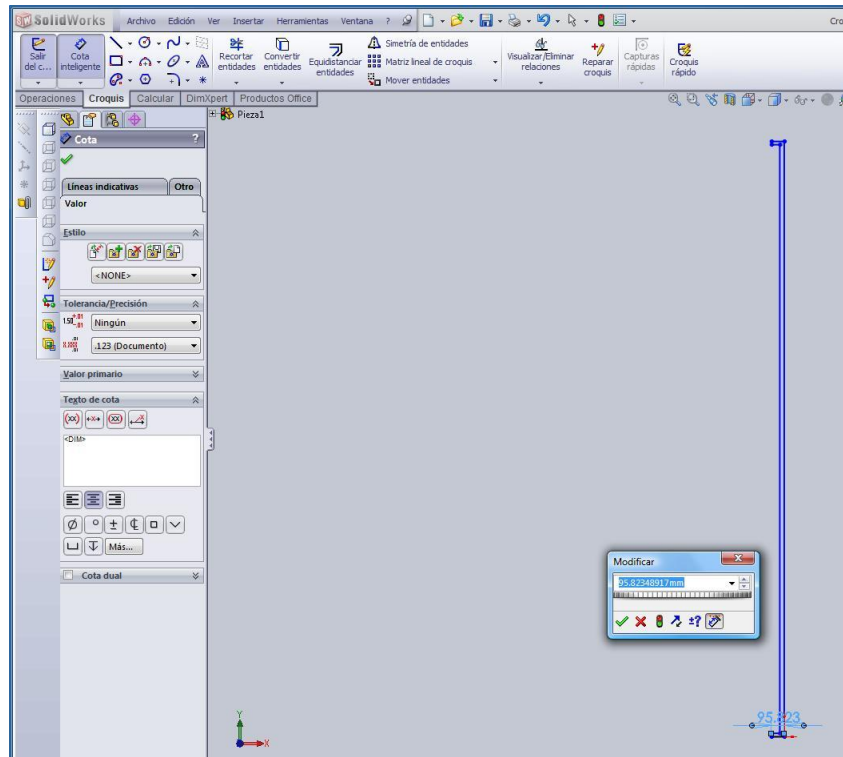 SolidWorks Archivo Edición Ver Insertar Herramientas Ventana ? Cro
Salir del c...
Cota inteligente
Recortar entidades
Convertir entidades
Equidistanciar entidades
Simetría de entidades
Matriz lineal de croquis
Mover entidades
Visualizar/Eliminar relaciones
Reparar croquis
Capturas rápidas
Croquis rápido
Operaciones Croquis Calcular DimXpert Productos Office
Pieza1
Cota ?
Líneas indicativas Otro
Valor
Estilo
<NONE>
Tolerancia/Precisión
Ningún
.123 (Documento)
Valor primario
Texto de cota
<DIM>
Más...
Cota dual
Modificar
95.82348917mm
95.823
Y
X